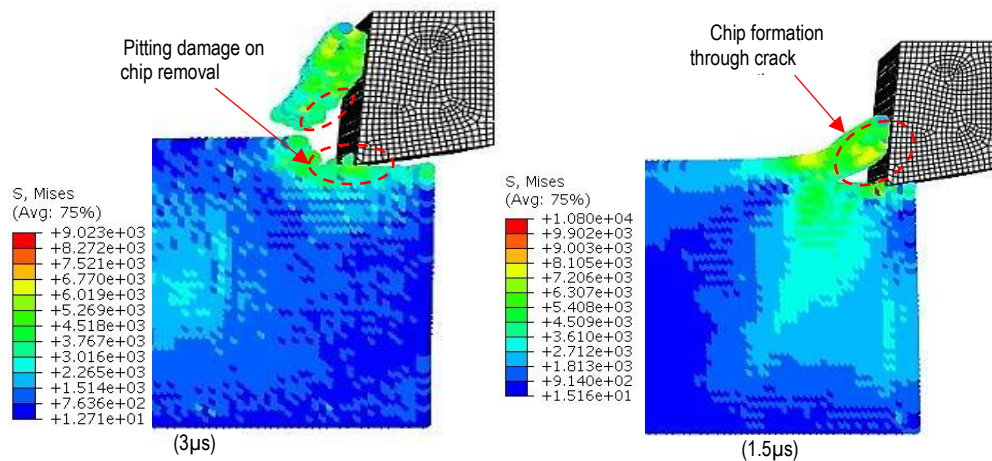 Pitting damage on
chip removal
S, Mises
(Avg: 75%)
+9.023e+03
+8.272e+03
+7.521e+03
+6.770e+03
+6.019e+03
+5.269e+03
+4.518e+03
+3.767e+03
+3.016e+03
+2.265e+03
+1.514e+03
+7.636e+02
+1.271e+01
(3µs)
Chip formation
through crack
S, Mises
(Avg: 75%)
+1.080e+04
+9.902e+03
+9.003e+03
+8.105e+03
+7.206e+03
+6.307e+03
+5.408e+03
+4.509e+03
+3.610e+03
+2.712e+03
+1.813e+03
+9.140e+02
+1.516e+01
(1.5µs)